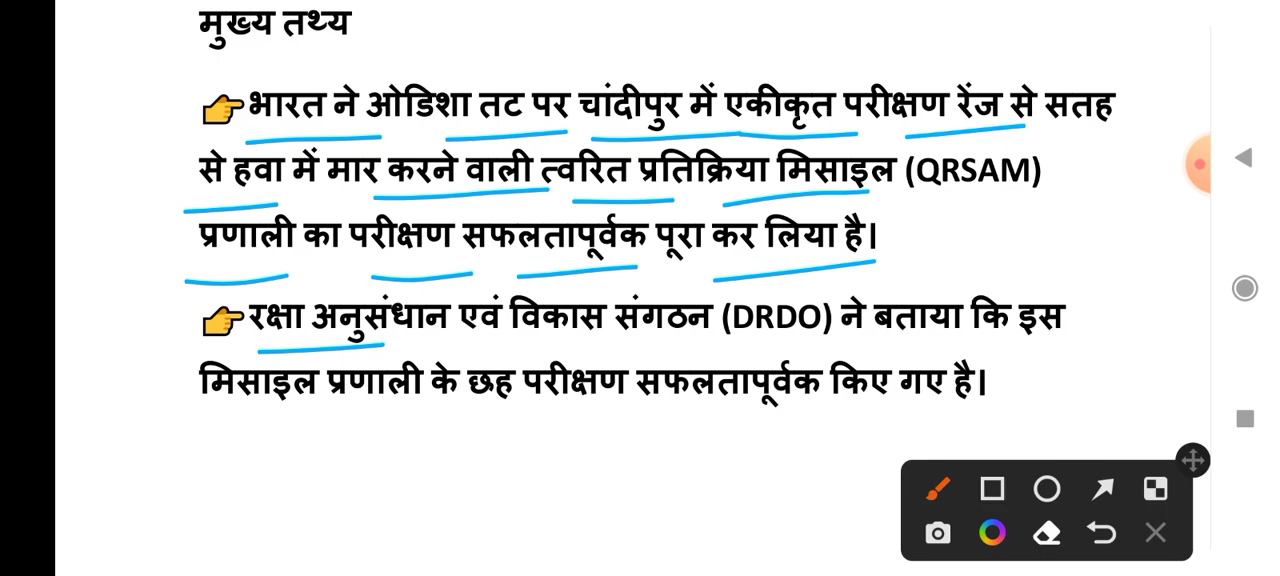 मुख्य तथ्य
👉भारत ने ओडिशा तट पर चांदीपुर में एकीकृत परीक्षण रेंज से सतह
से हवा में मार करने वाली त्वरित प्रतिक्रिया मिसाइल (QRSAM)
प्रणाली का परीक्षण सफलतापूर्वक पूरा कर लिया है।
👉रक्षा अनुसंधान एवं विकास संगठन (DRDO) ने बताया कि इस
मिसाइल प्रणाली के छह परीक्षण सफलतापूर्वक किए गए है।